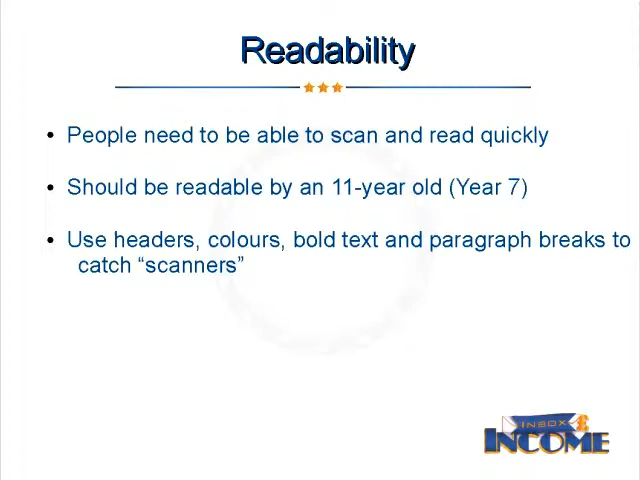 Readability
• People need to be able to scan and read quickly
• Should be readable by an 11-year old (Year 7)
• Use headers, colours, bold text and paragraph breaks to
catch “scanners”
INBOX £
INCOME